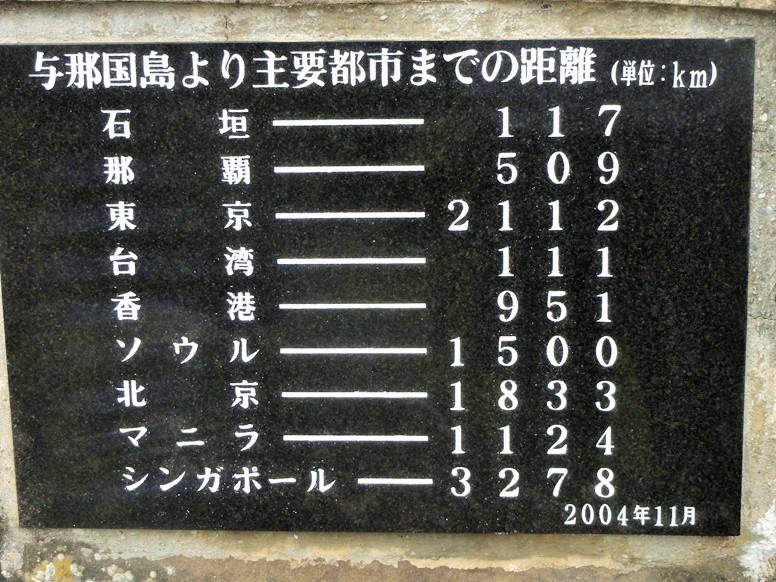 与那国島より主要都市までの距離(単位:km)
石垣 ― 117
那覇 ― 509
東京 ― 2112
台湾 ― 111
香港 ― 951
ソウル ― 1500
北京 ― 1833
マニラ ― 1124
シンガポール ― 3278
2004年11月